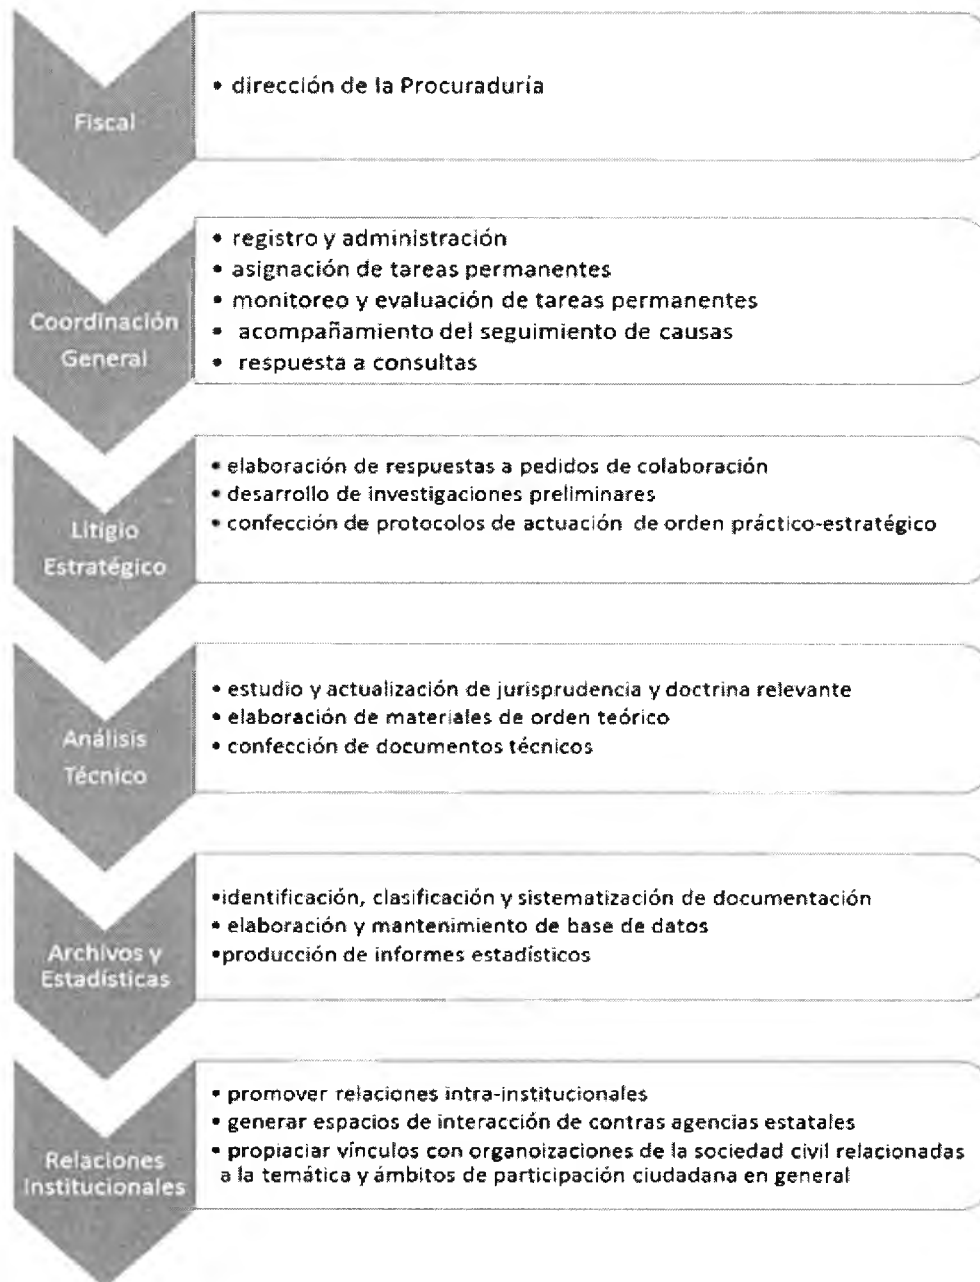 Fiscal
• dirección de la Procuraduría
Coordinación
General
• registro y administración
• asignación de tareas permanentes
• monitoreo y evaluación de tareas permanentes
• acompañamiento del seguimiento de causas
• respuesta a consultas
Litigio
Estratégico
• elaboración de respuestas a pedidos de colaboración
• desarrollo de investigaciones preliminares
• confección de protocolos de actuación de orden práctico-estratégico
Análisis
Técnico
• estudio y actualización de jurisprudencia y doctrina relevante
• elaboración de materiales de orden teórico
• confección de documentos técnicos
Archivos y
Estadísticas
•identificación, clasificación y sistematización de documentación
• elaboración y mantenimiento de base de datos
•producción de informes estadísticos
Relaciones
Institucionales
• promover relaciones intra-institucionales
• generar espacios de interacción de contras agencias estatales
• propiaciar vínculos con organoizaciones de la sociedad civil relacionadas
a la temática y ámbitos de participación ciudadana en general